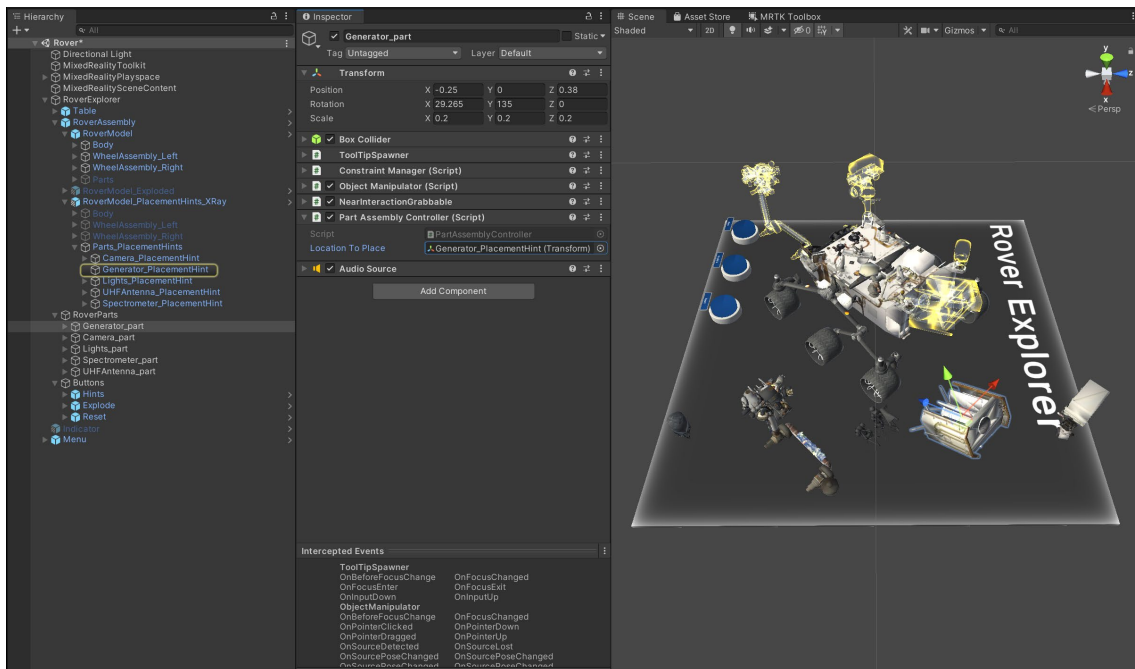 Hierarchy
All
Rover*
Directional Light
MixedRealityToolkit
MixedRealityPlayspace
MixedRealitySceneContent
RoverExplorer
Table
RoverAssembly
RoverModel
Body
WheelAssembly_Left
WheelAssembly_Right
Parts
RoverModel_Exploded
RoverModel_PlacementHints_XRay
Body
WheelAssembly_Left
WheelAssembly_Right
Parts_PlacementHints
Camera_PlacementHint
Generator_PlacementHint
Lights_PlacementHint
UHFAntenna_PlacementHint
Spectrometer_PlacementHint
RoverParts
Generator_part
Camera_part
Lights_part
Spectrometer_part
UHFAntenna_part
Buttons
Hints
Explode
Reset
Indicator
Menu
Inspector
Generator_part Static
Tag Untagged Layer Default
Transform
Position X -0.25 Y 0 Z 0.38
Rotation X 29.265 Y 135 Z 0
Scale X 0.2 Y 0.2 Z 0.2
Box Collider
ToolTipSpawner
Constraint Manager (Script)
Object Manipulator (Script)
NearInteractionGrabbable
Part Assembly Controller (Script)
Script PartAssemblyController
Location To Place Generator_PlacementHint (Transform)
Audio Source
Add Component
Intercepted Events
ToolTipSpawner
OnBeforeFocusChange OnFocusChanged
OnFocusEnter OnFocusExit
OnInputDown OnInputUp
ObjectManipulator
OnBeforeFocusChange OnFocusChanged
OnPointerClicked OnPointerDown
OnPointerDragged OnPointerUp
OnSourceDetected OnSourceLost
OnSourcePoseChanged OnSourcePoseChanged
OnSourcePoseChanged OnSourcePoseChanged
Scene Asset Store MRTK Toolbox
Shaded 2D 0 Gizmos All
y
z
x
Persp
Rover Explorer